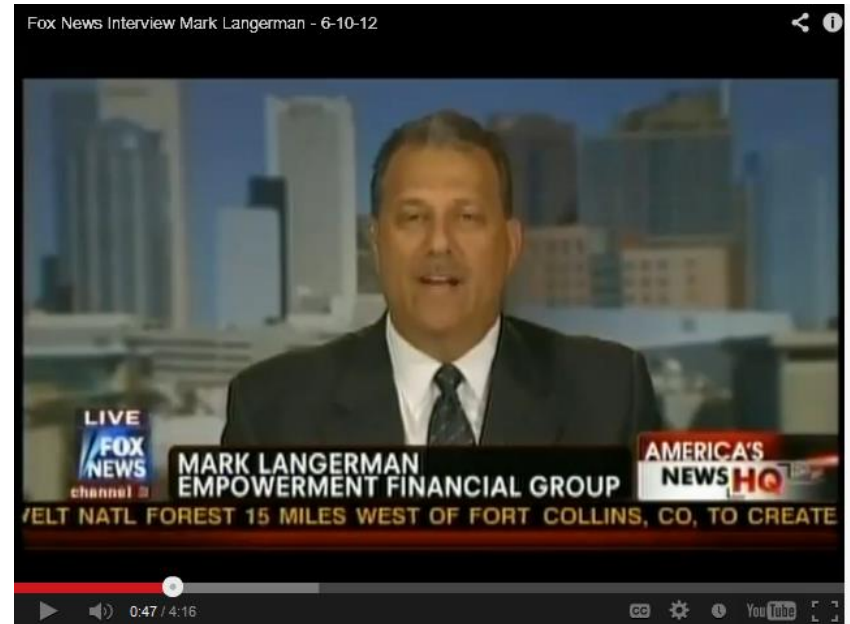 Fox News Interview Mark Langerman - 6-10-12
LIVE
FOX
NEWS
channel
MARK LANGERMAN
EMPOWERMENT FINANCIAL GROUP
AMERICA'S
NEWS HQ
VELT NATL FOREST 15 MILES WEST OF FORT COLLINS, CO, TO CREATE
0:47 / 4:16
CC
YouTube